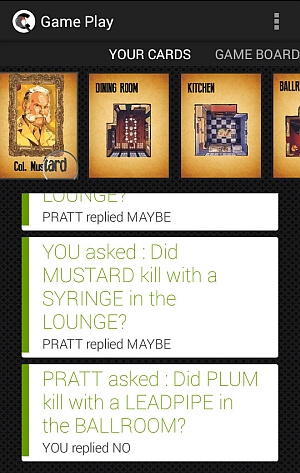 Game Play
YOUR CARDS GAME BOARD
Col. Mustard
DINING ROOM
KITCHEN
BALLR
LOUNGE?
PRATT replied MAYBE
YOU asked : Did
MUSTARD kill with a
SYRINGE in the
LOUNGE?
PRATT replied MAYBE
PRATT asked : Did PLUM
kill with a LEADPIPE in
the BALLROOM?
YOU replied NO